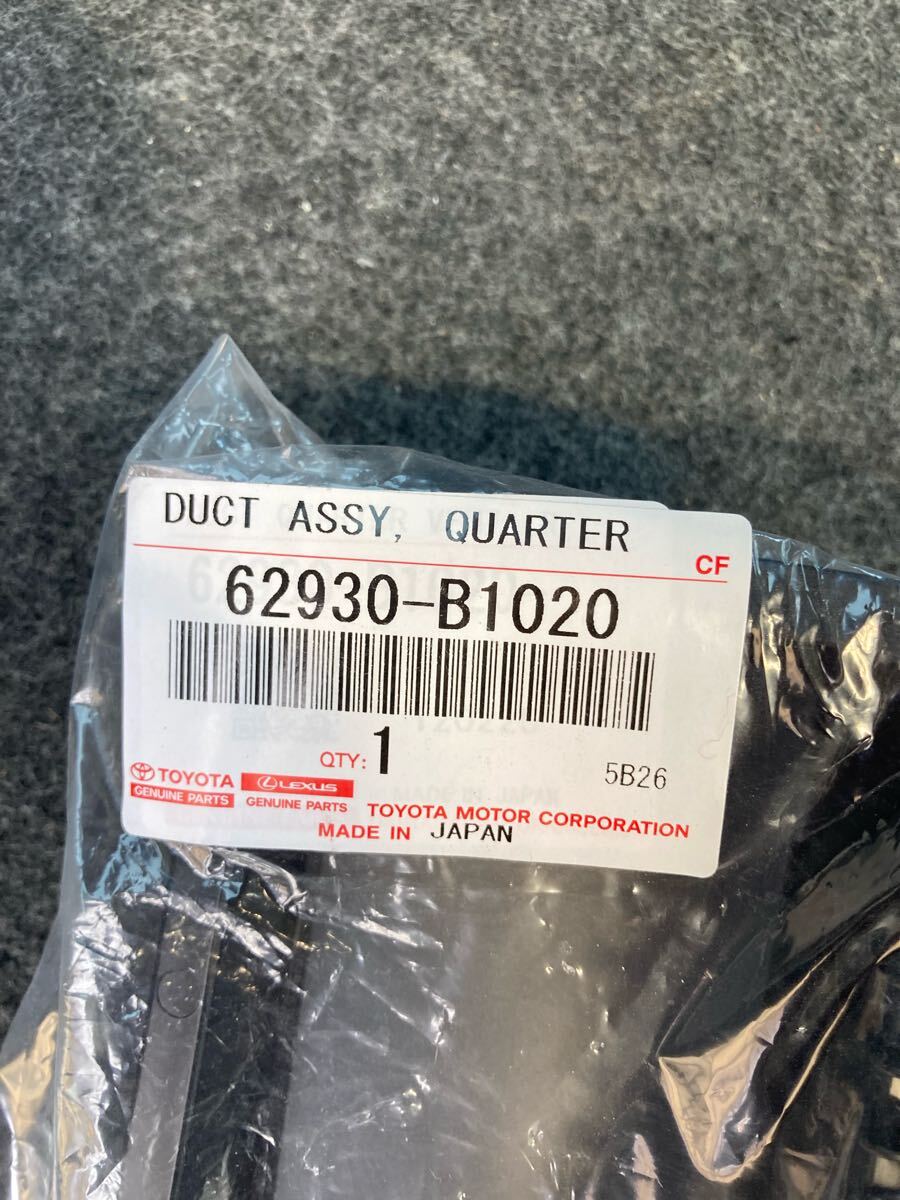 DUCT ASSY, QUARTER
CF
62930-B1020
QTY: 1
5B26
TOYOTA
GENUINE PARTS
LEXUS
GENUINE PARTS
TOYOTA MOTOR CORPORATION
MADE IN JAPAN